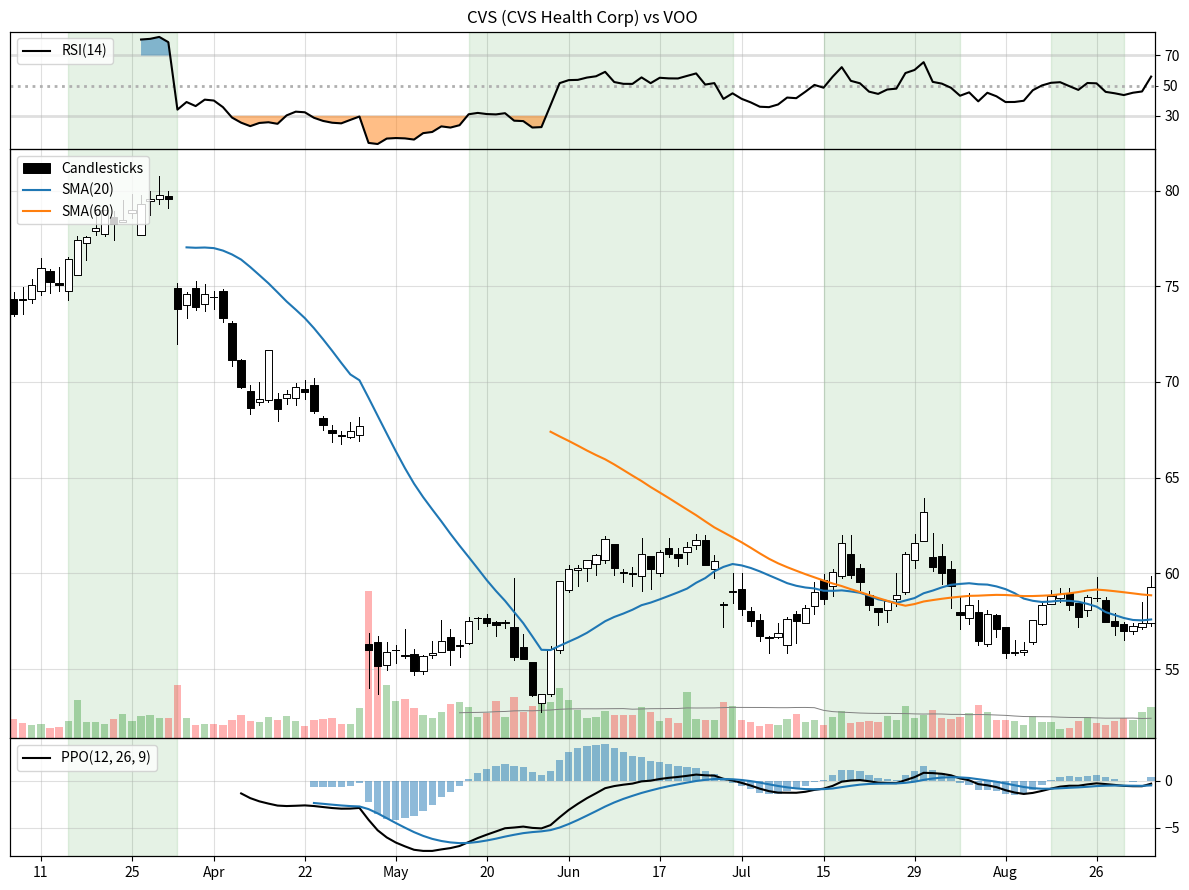 CVS (CVS Health Corp) vs VOO
RSI(14)
70
50
30
Candlesticks
SMA(20)
SMA(60)
80
75
70
65
60
55
PPO(12, 26, 9)
0
−5
11 25 Apr 22 May 20 Jun 17 Jul 15 29 Aug 26